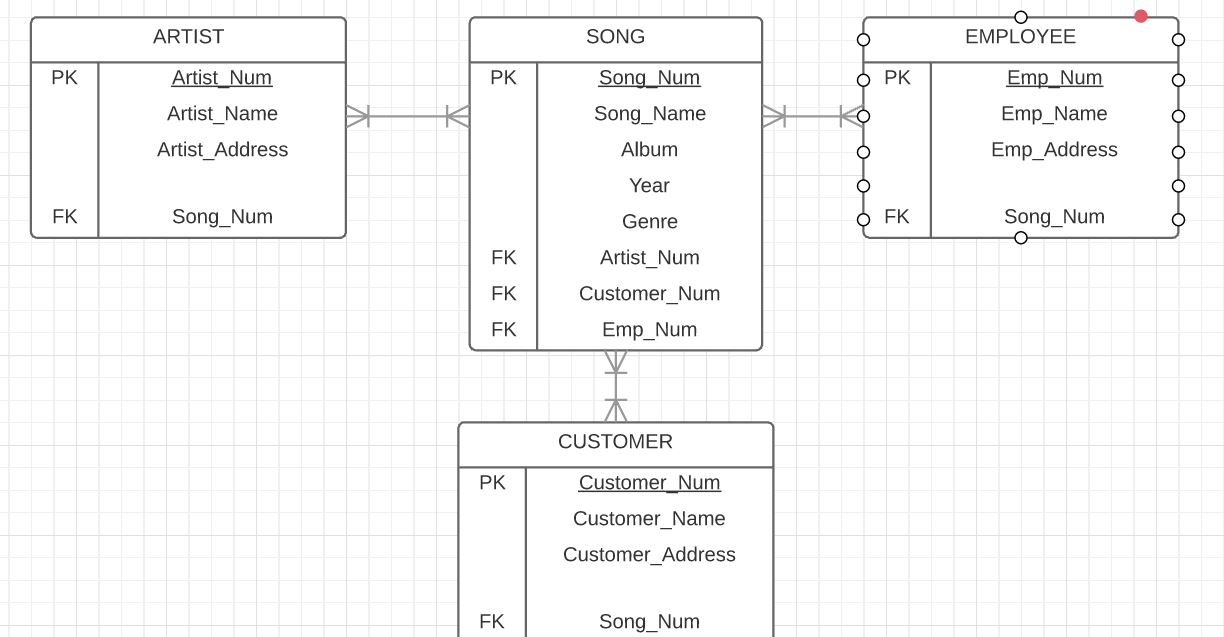 ARTIST
PK Artist_Num
Artist_Name
Artist_Address
FK Song_Num
SONG
PK Song_Num
Song_Name
Album
Year
Genre
FK Artist_Num
FK Customer_Num
FK Emp_Num
EMPLOYEE
PK Emp_Num
Emp_Name
Emp_Address
FK Song_Num
CUSTOMER
PK Customer_Num
Customer_Name
Customer_Address
FK Song_Num